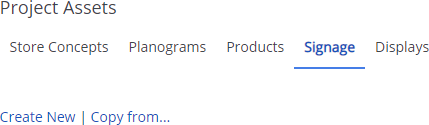 Project Assets
Store Concepts Planograms Products Signage Displays
Create New | Copy from...